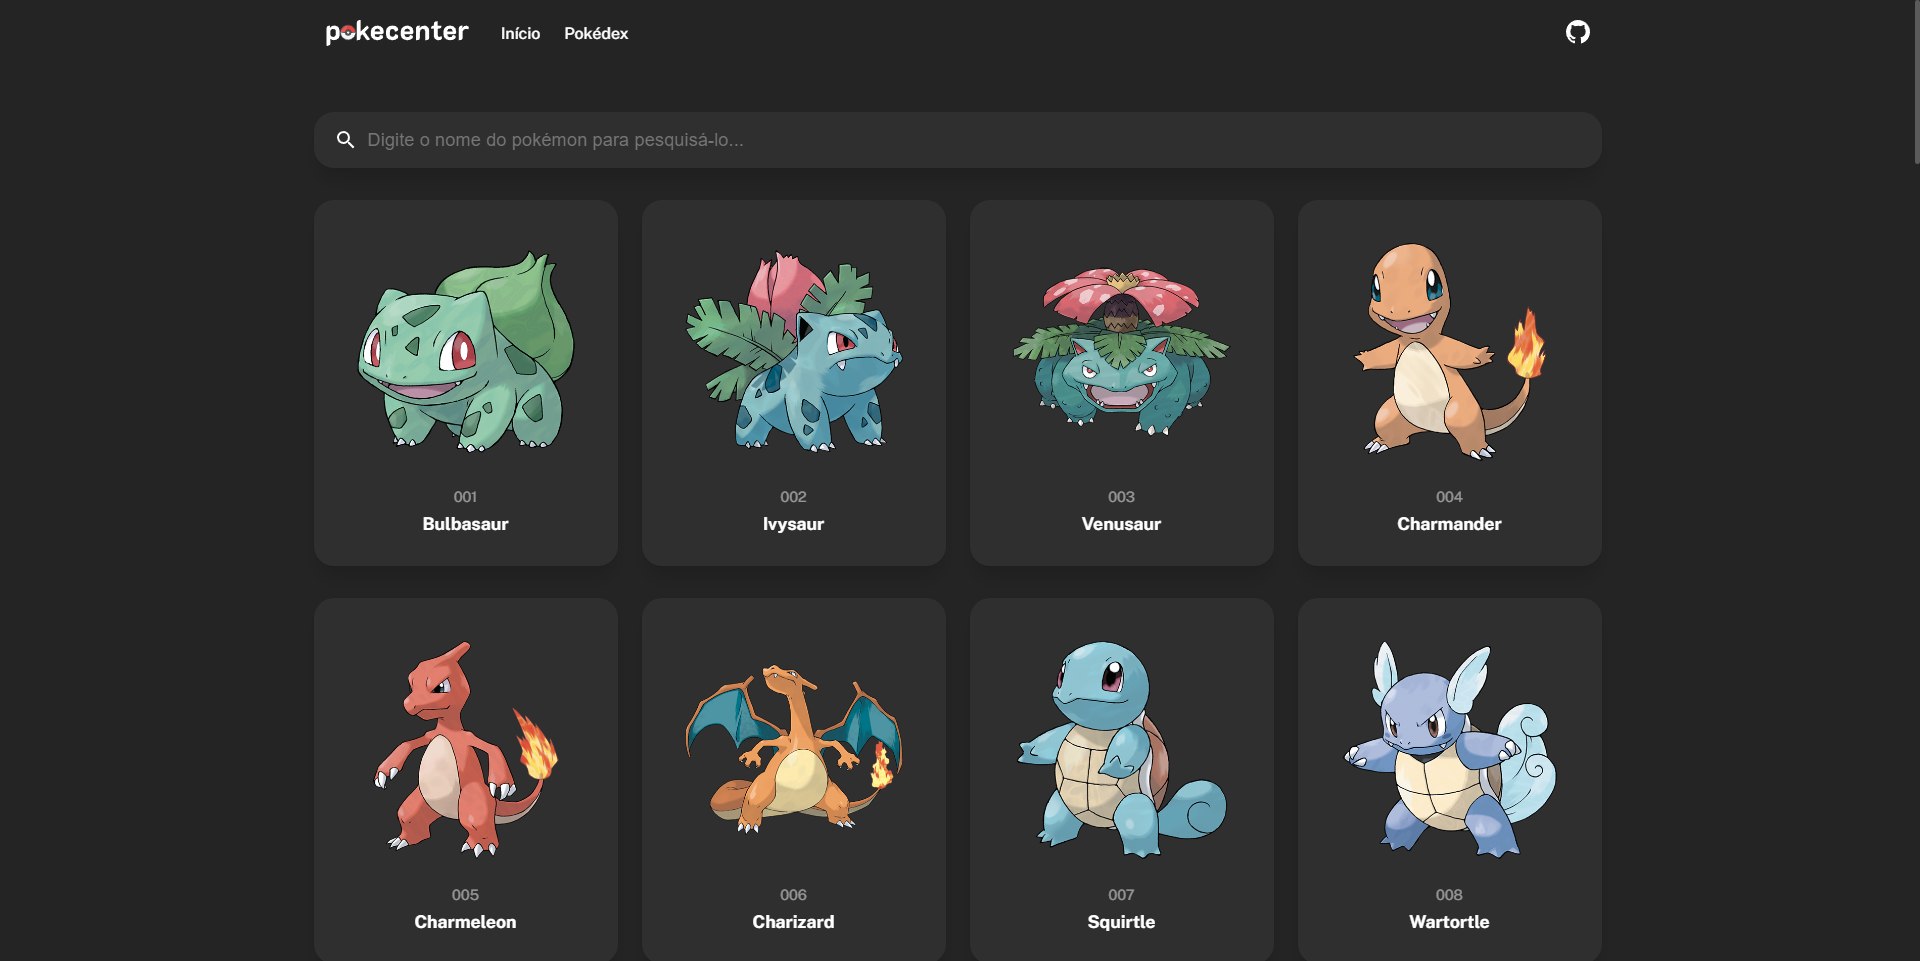 pokecenter Início Pokédex
Digite o nome do pokémon para pesquisá-lo...
001 002 003 004
Bulbasaur Ivysaur Venusaur Charmander
005 006 007 008
Charmeleon Charizard Squirtle Wartortle